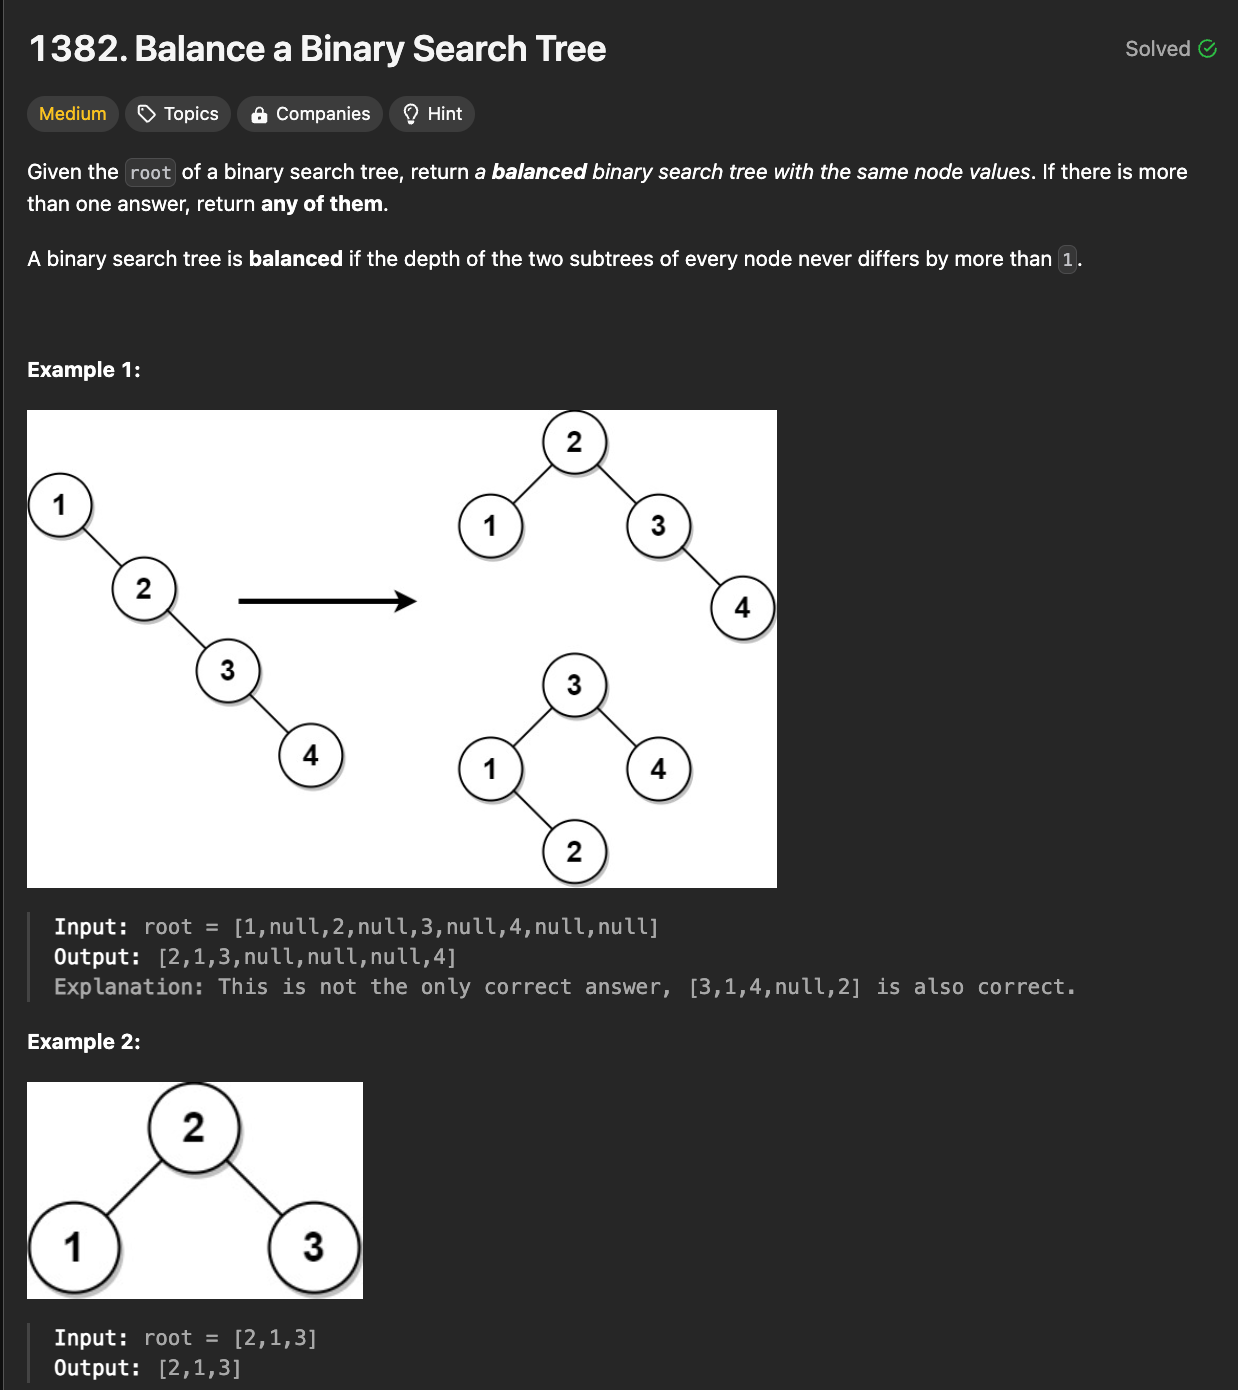 1382. Balance a Binary Search Tree
Solved
Medium Topics Companies Hint
Given the root of a binary search tree, return a balanced binary search tree with the same node values. If there is more
than one answer, return any of them.
A binary search tree is balanced if the depth of the two subtrees of every node never differs by more than 1.
Example 1:
1
2
3
4
2
1
3
4
3
1
4
2
Input: root = [1,null,2,null,3,null,4,null,null]
Output: [2,1,3,null,null,null,4]
Explanation: This is not the only correct answer, [3,1,4,null,2] is also correct.
Example 2:
2
1
3
Input: root = [2,1,3]
Output: [2,1,3]